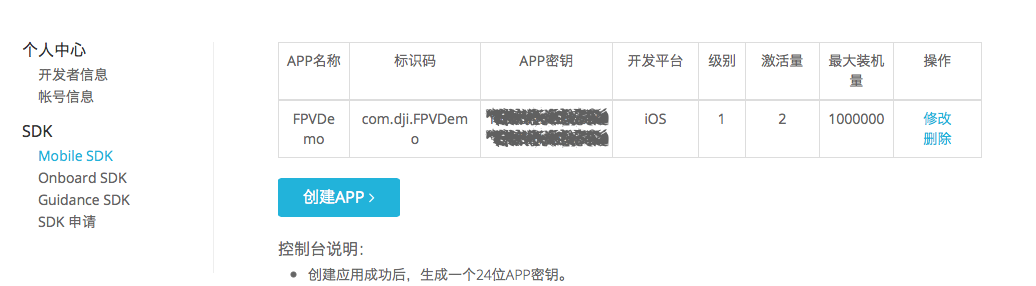 个人中心
开发者信息
帐号信息
SDK
Mobile SDK
Onboard SDK
Guidance SDK
SDK 申请
APP名称 标识码 APP密钥 开发平台 级别 激活量 最大装机 操作
量
FPVDe com.dji.FPVDem iOS 1 2 1000000 修改
mo o 删除
创建APP >
控制台说明：
• 创建应用成功后，生成一个24位APP密钥。